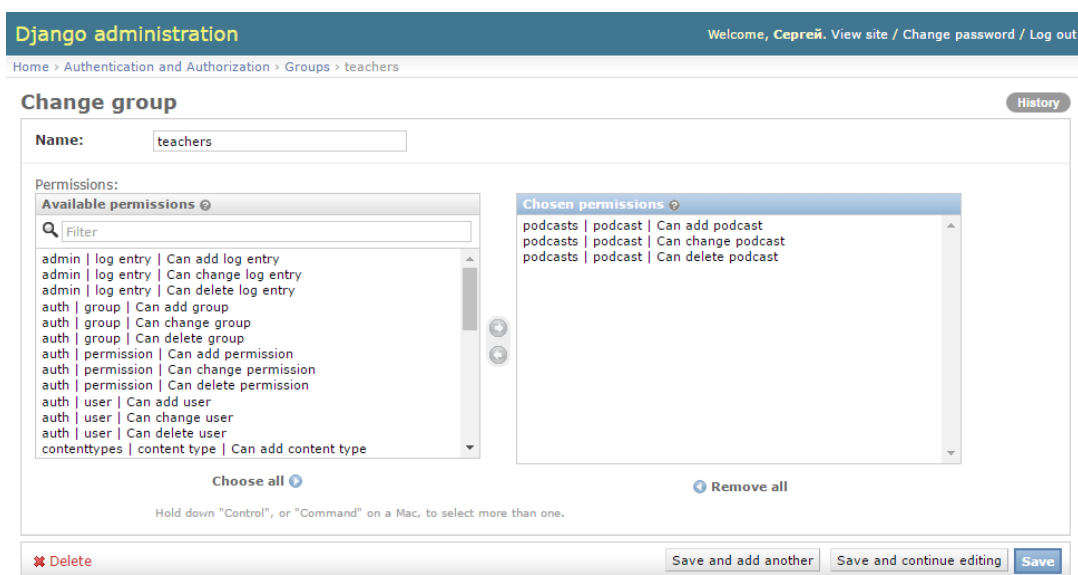 Django administration
Welcome, Сергей. View site / Change password / Log out
Home › Authentication and Authorization › Groups › teachers
Change group
History
Name:
teachers
Permissions:
Available permissions
Filter
admin | log entry | Can add log entry
admin | log entry | Can change log entry
admin | log entry | Can delete log entry
auth | group | Can add group
auth | group | Can change group
auth | group | Can delete group
auth | permission | Can add permission
auth | permission | Can change permission
auth | permission | Can delete permission
auth | user | Can add user
auth | user | Can change user
auth | user | Can delete user
contenttypes | content type | Can add content type
Choose all
Chosen permissions
podcasts | podcast | Can add podcast
podcasts | podcast | Can change podcast
podcasts | podcast | Can delete podcast
Remove all
Hold down "Control", or "Command" on a Mac, to select more than one.
Delete
Save and add another
Save and continue editing
Save